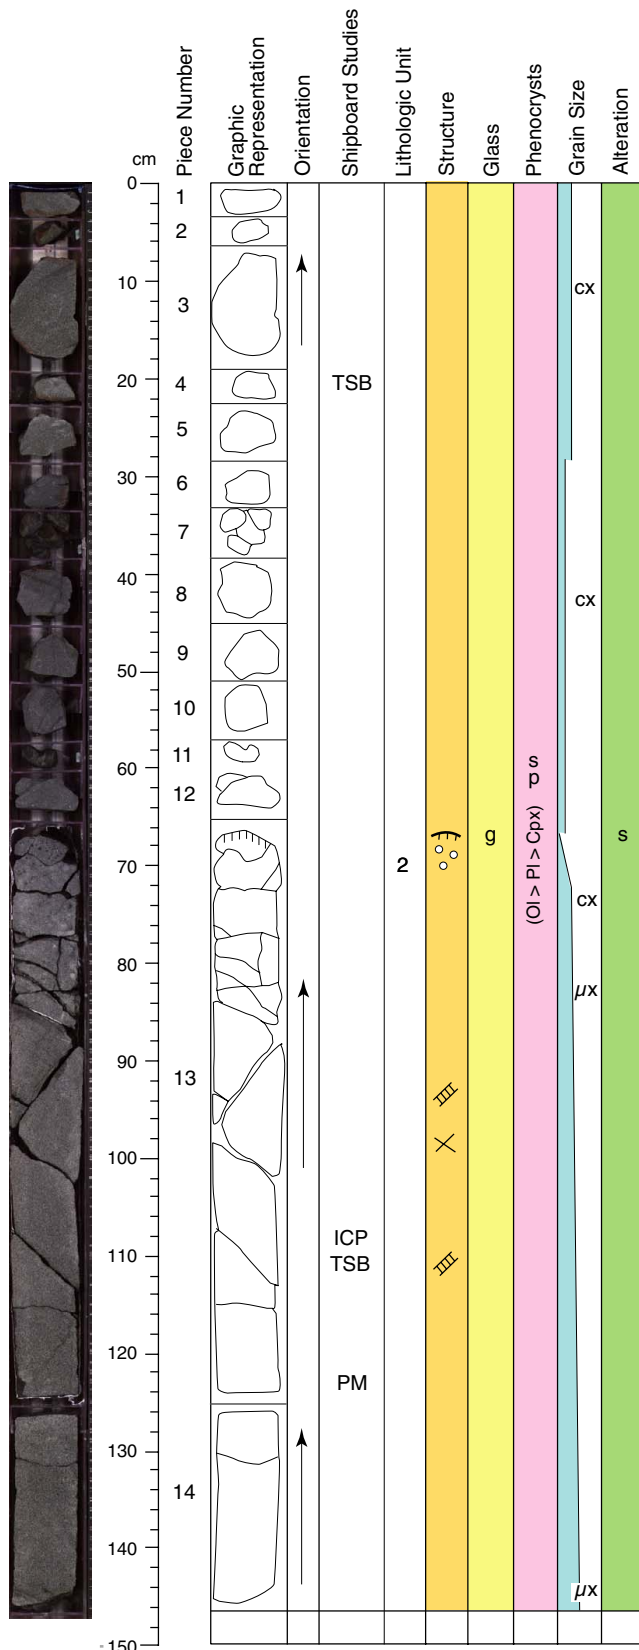 cm
Piece Number
Graphic
Representation
Orientation
Shipboard Studies
Lithologic Unit
Structure
Glass
Phenocrysts
Grain Size
Alteration
0
1
2
10
3
cx
20
4
TSB
5
30
6
7
40
8
cx
50
9
10
60
11
12
s
p
(Ol > Pl > Cpx)
70
2
g
s
cx
80
µx
90
13
100
110
ICP
TSB
120
PM
130
14
140
µx
150